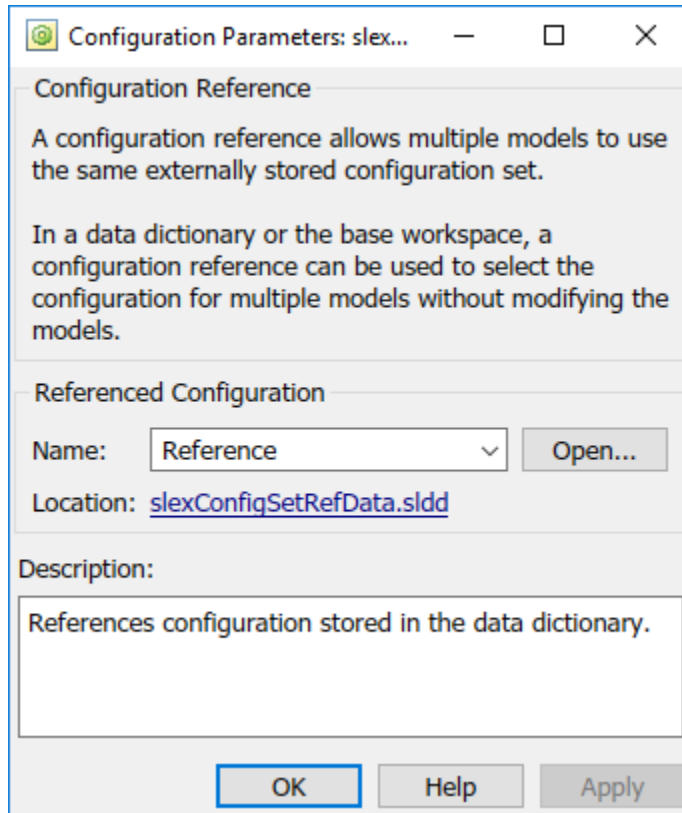 Configuration Parameters: slex...
Configuration Reference
A configuration reference allows multiple models to use
the same externally stored configuration set.
In a data dictionary or the base workspace, a
configuration reference can be used to select the
configuration for multiple models without modifying the
models.
Referenced Configuration
Name: Reference Open...
Location: slexConfigSetRefData.sldd
Description:
References configuration stored in the data dictionary.
OK Help Apply